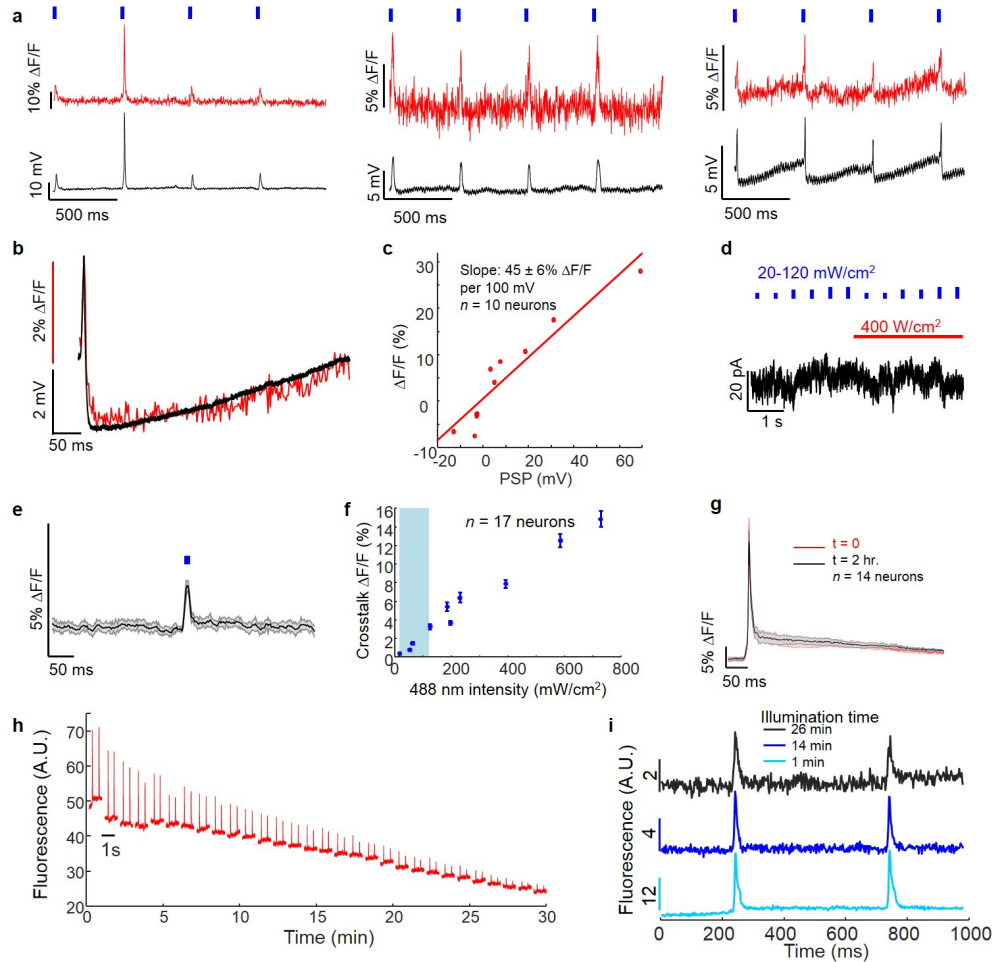 a
10% ΔF/F
10 mV
500 ms
5% ΔF/F
5 mV
500 ms
5% ΔF/F
5 mV
500 ms
b
2% ΔF/F
2 mV
50 ms
c
Slope: 45 ± 6% ΔF/F
per 100 mV
n = 10 neurons
ΔF/F (%)
30
20
10
0
-10
-20
0
20
40
60
PSP (mV)
d
20-120 mW/cm²
400 W/cm²
20 pA
1 s
e
5% ΔF/F
50 ms
f
n = 17 neurons
Crosstalk ΔF/F (%)
16
14
12
10
8
6
4
2
0
0
200
400
600
800
488 nm intensity (mW/cm²)
g
t = 0
t = 2 hr.
n = 14 neurons
5% ΔF/F
50 ms
h
Fluorescence (A.U.)
70
60
50
40
30
20
1s
0
5
10
15
20
25
30
Time (min)
i
Illumination time
26 min
14 min
1 min
Fluorescence (A.U.)
2
4
12
0
200
400
600
800
1000
Time (ms)